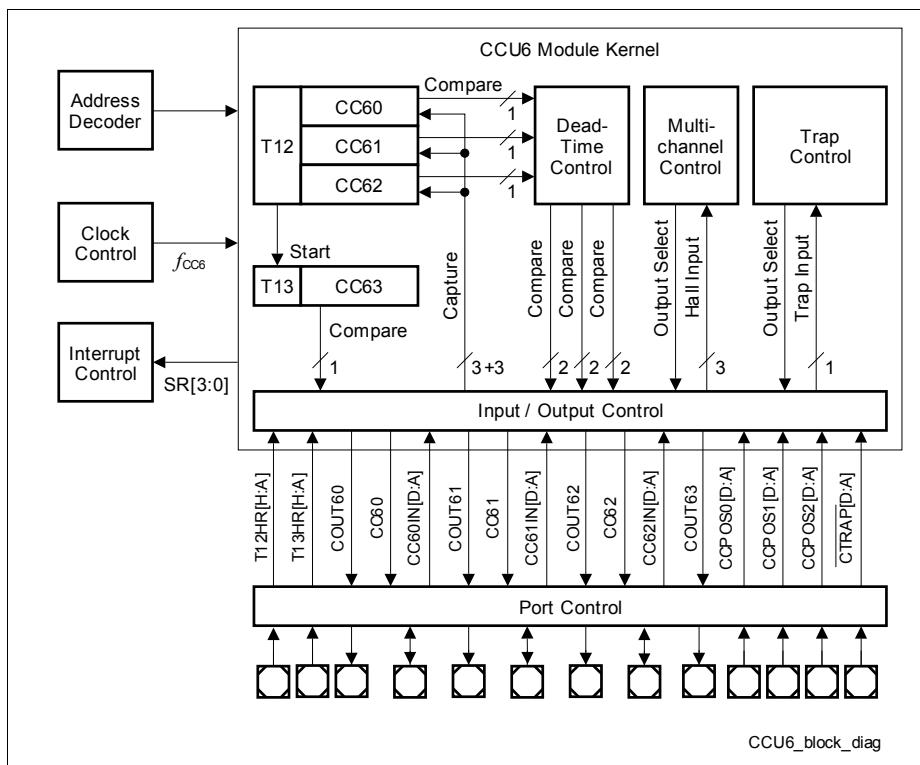 CCU6 Module Kernel
Address
Decoder
Clock
Control
fCC6
Interrupt
Control
SR[3:0]
T12
CC60
CC61
CC62
Compare
1
1
1
Dead-
Time
Control
Multi-
channel
Control
Trap
Control
Start
T13
CC63
Compare
1
Capture
3+3
Compare
2
Compare
2
Compare
2
Output Select
Hall Input
3
Output Select
Trap Input
1
Input / Output Control
T12HR[H:A]
T13HR[H:A]
COUT60
CC60
CC60IN[D:A]
COUT61
CC61
CC61IN[D:A]
COUT62
CC62
CC62IN[D:A]
COUT63
CCPOS0[D:A]
CCPOS1[D:A]
CCPOS2[D:A]
CTRAP[D:A]
Port Control
CCU6_block_diag